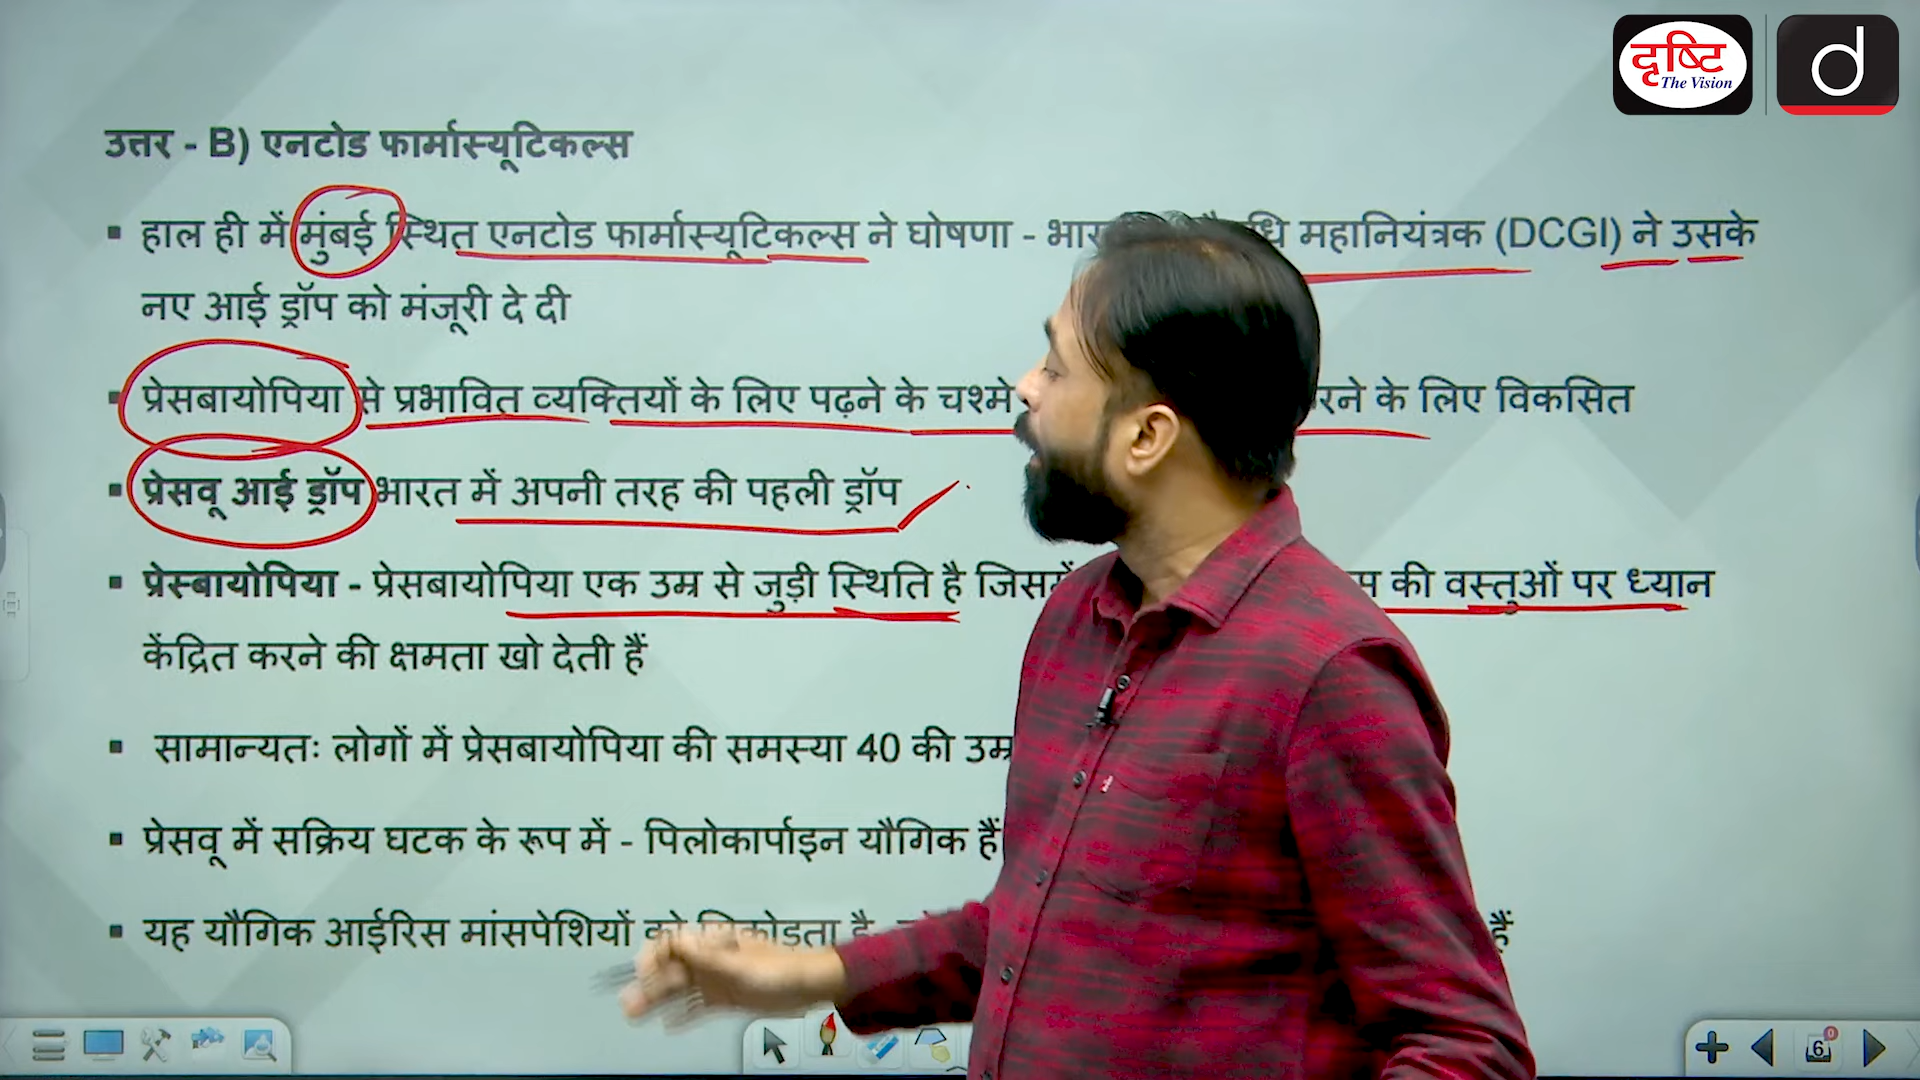 दृष्टि
The Vision
d
उत्तर - B) एनटोड फार्मास्यूटिकल्स
▪ हाल ही में मुंबई स्थित एनटोड फार्मास्यूटिकल्स ने घोषणा - महानियंत्रक (DCGI) ने उसके
नए आई ड्रॉप को मंजूरी दे दी
▪ प्रेसबायोपिया से प्रभावित व्यक्तियों के लिए पढ़ने के चश्मे के लिए विकसित
▪ प्रेसवू आई ड्रॉप भारत में अपनी तरह की पहली ड्रॉप
▪ प्रेस्बायोपिया - प्रेसबायोपिया एक उम्र से जुड़ी स्थिति है की वस्तुओं पर ध्यान
केंद्रित करने की क्षमता खो देती हैं
▪ सामान्यतः लोगों में प्रेसबायोपिया की समस्या 40 की उम्र
▪ प्रेसवू में सक्रिय घटक के रूप में - पिलोकार्पाइन यौगिक हैं
▪ यह यौगिक आईरिस मांसपेशियों को सिकोड़ता है हैं
6
0